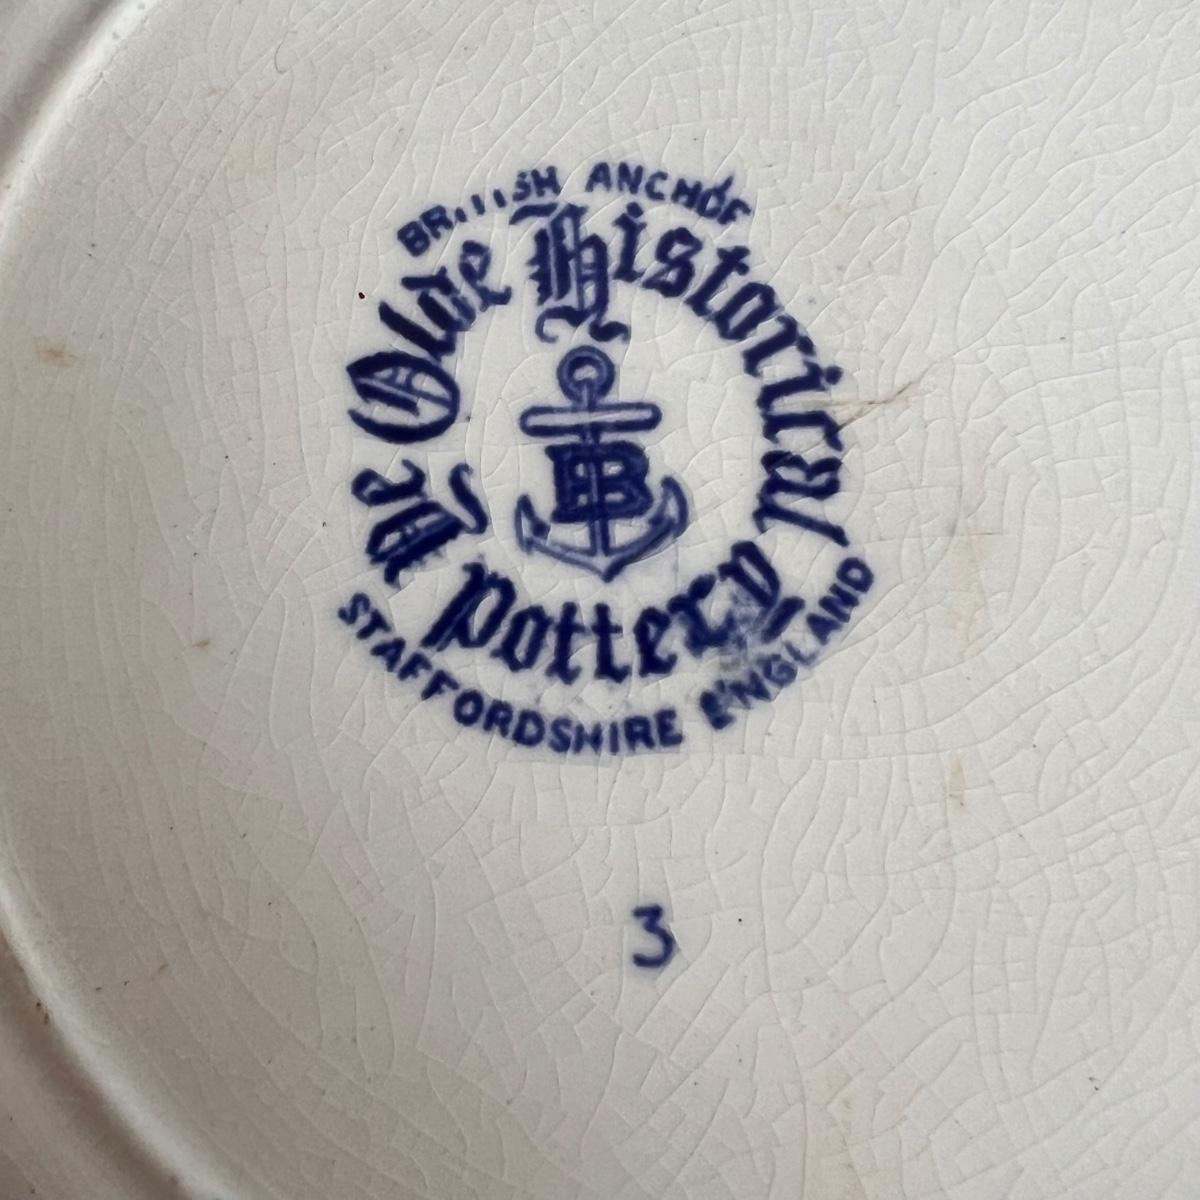 BRITISH ANCHOR
Ye Olde Historical Pottery
B
STAFFORDSHIRE ENGLAND
3